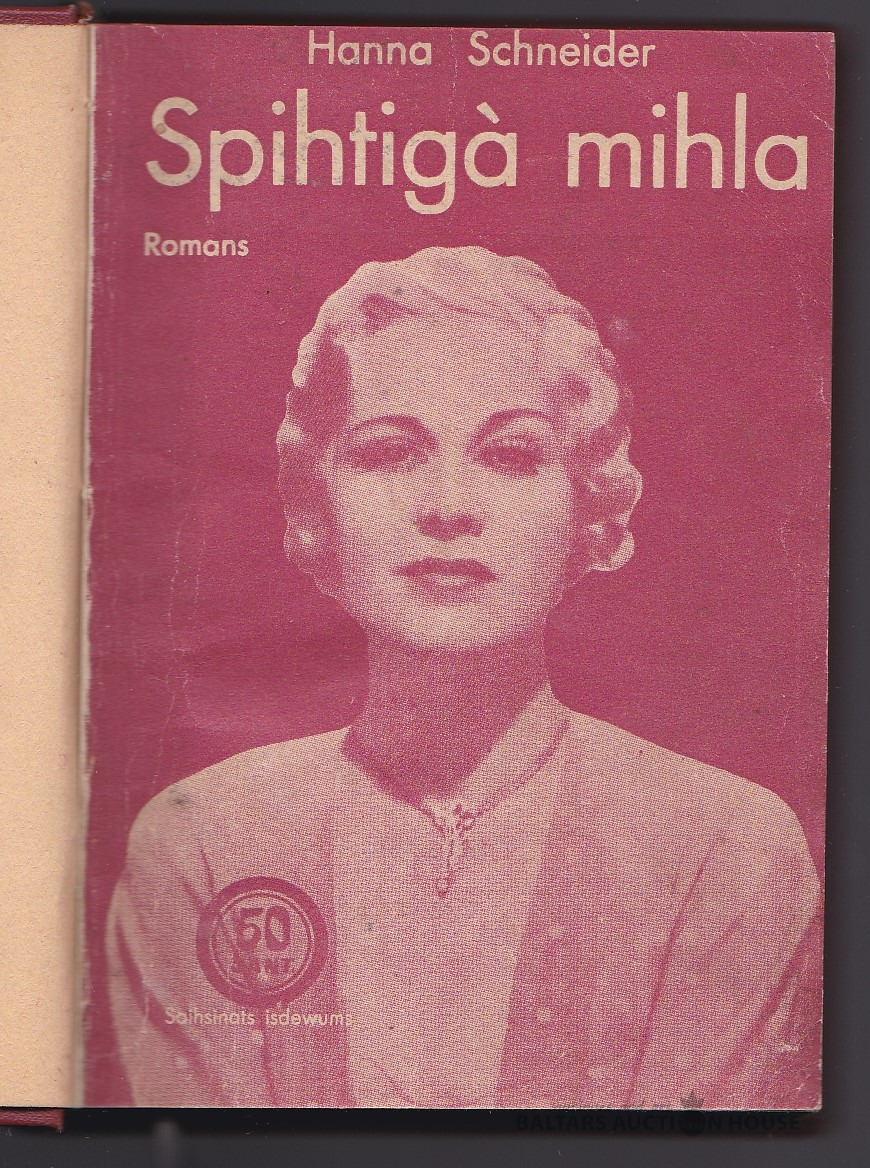 Hanna Schneider
Spihtigà mihla
Romans
50
Saihsinats isdewums
BALTARS AUCTION HOUSE